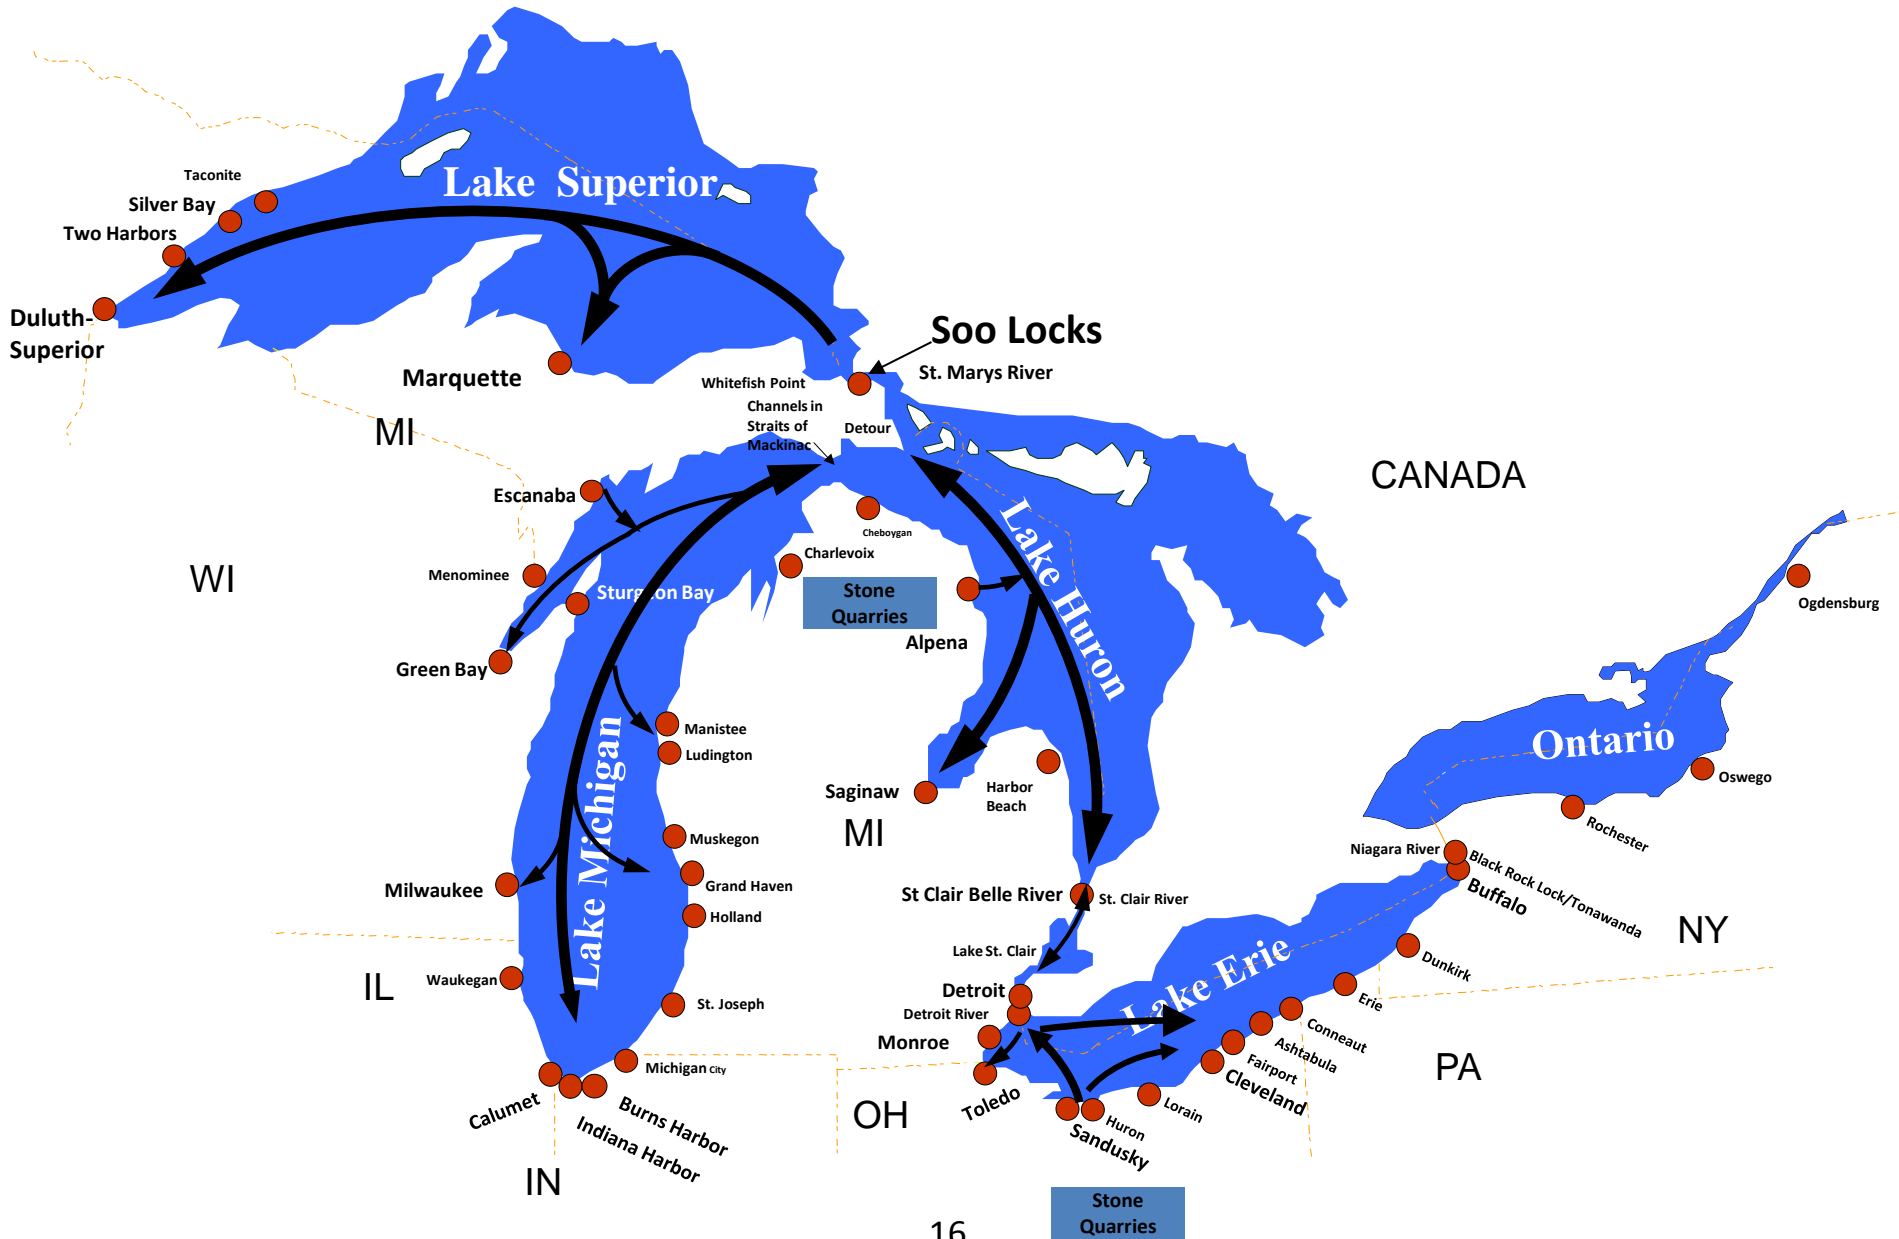 Taconite
Lake Superior
Silver Bay
Two Harbors
Duluth-
Superior
Soo Locks
St. Marys River
Marquette
Whitefish Point
Channels in
Straits of
Mackinac
Detour
MI
CANADA
Escanaba
Cheboygan
Charlevoix
Lake Huron
WI
Menominee
Sturgeon Bay
Stone
Quarries
Ogdensburg
Alpena
Green Bay
Manistee
Ludington
Lake Michigan
Ontario
Oswego
Saginaw
Harbor
Beach
MI
Rochester
Muskegon
Niagara River
Black Rock Lock/Tonawanda
Buffalo
Milwaukee
Grand Haven
Holland
St Clair Belle River
St. Clair River
NY
Lake St. Clair
Lake Erie
Dunkirk
IL
Waukegan
St. Joseph
Detroit
Detroit River
Erie
Conneaut
Monroe
Ashtabula
Fairport
Cleveland
PA
Michigan City
Calumet
Burns Harbor
Indiana Harbor
OH
Toledo
Lorain
Huron
Sandusky
IN
Stone
Quarries
16